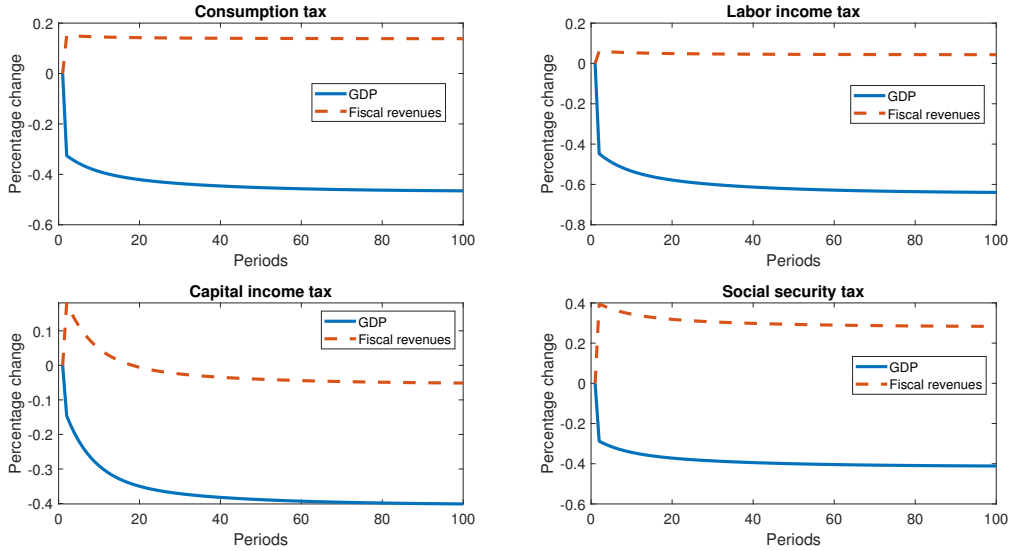 Consumption tax
0.2
0
-0.2
-0.4
-0.6
Percentage change
GDP
Fiscal revenues
0 20 40 60 80 100
Periods
Labor income tax
0.2
0
-0.2
-0.4
-0.6
-0.8
Percentage change
GDP
Fiscal revenues
0 20 40 60 80 100
Periods
Capital income tax
0.1
0
-0.1
-0.2
-0.3
-0.4
Percentage change
GDP
Fiscal revenues
0 20 40 60 80 100
Periods
Social security tax
0.4
0.2
0
-0.2
-0.4
-0.6
Percentage change
GDP
Fiscal revenues
0 20 40 60 80 100
Periods